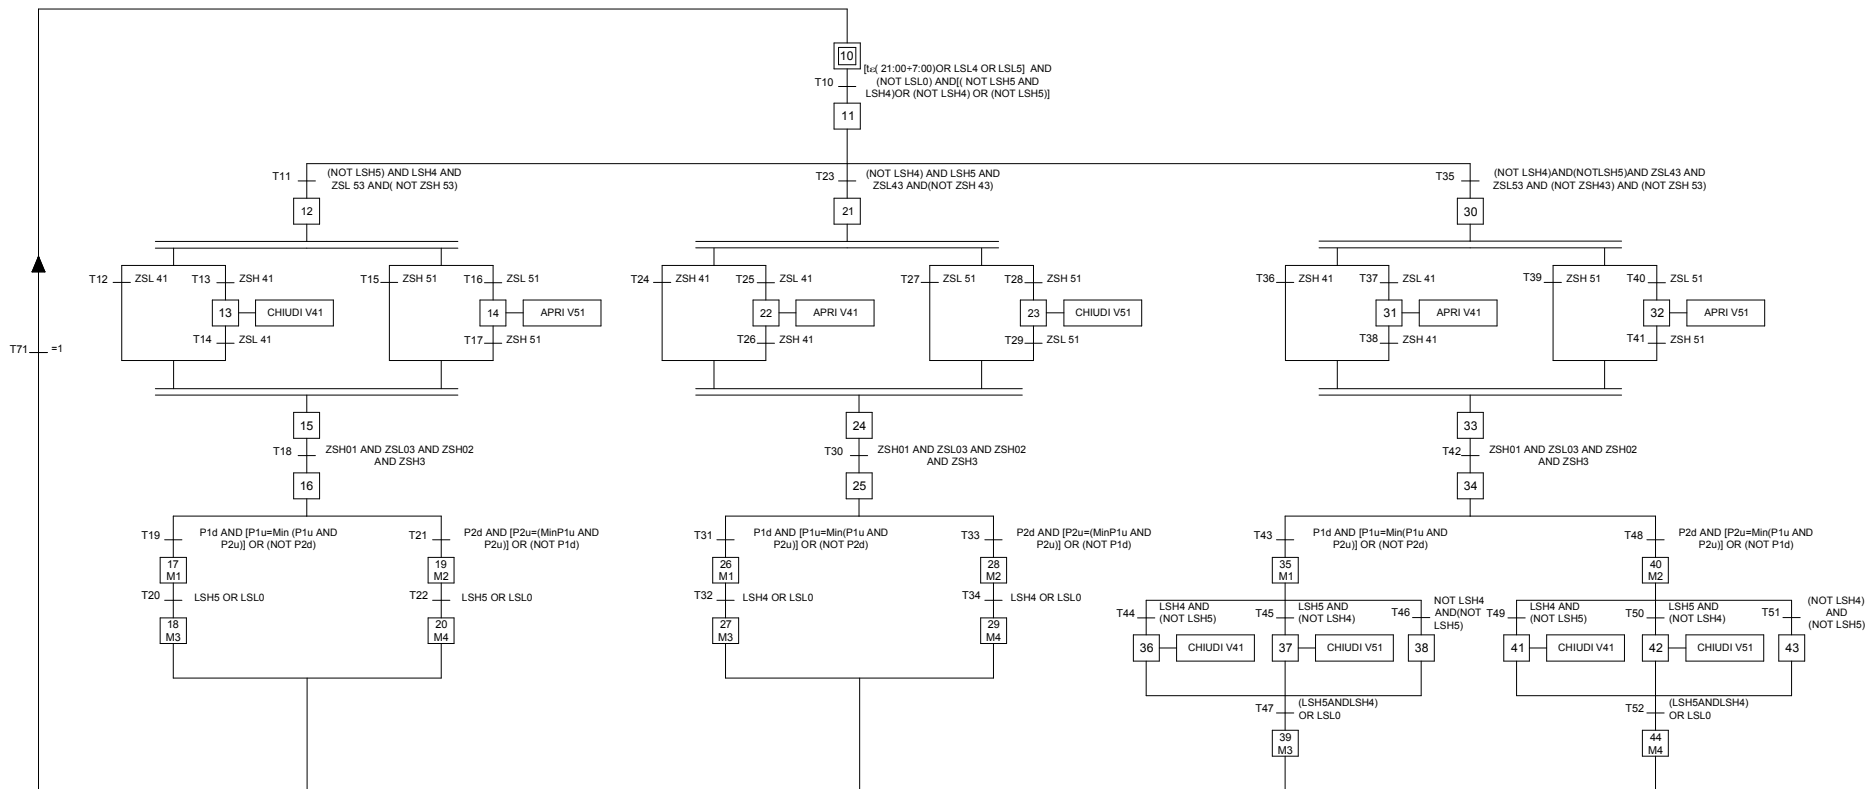 10
[tε( 21:00÷7:00)OR LSL4 OR LSL5] AND
T10
(NOT LSL0) AND[( NOT LSH5 AND
LSH4)OR (NOT LSH4) OR (NOT LSH5)]
11
T11
(NOT LSH5) AND LSH4 AND
ZSL 53 AND( NOT ZSH 53)
T23
(NOT LSH4) AND LSH5 AND
ZSL43 AND(NOT ZSH 43)
T35
(NOT LSH4)AND(NOTLSH5)AND ZSL43 AND
ZSL53 AND (NOT ZSH43) AND (NOT ZSH 53)
12
21
30
T12 ZSL 41
T13 ZSH 41
T15 ZSH 51
T16 ZSL 51
T24 ZSH 41
T25 ZSL 41
T27 ZSL 51
T28 ZSH 51
T36 ZSH 41
T37 ZSL 41
T39 ZSH 51
T40 ZSL 51
13 CHIUDI V41
14 APRI V51
22 APRI V41
23 CHIUDI V51
31 APRI V41
32 APRI V51
T14 ZSL 41
T17 ZSH 51
T26 ZSH 41
T29 ZSL 51
T38 ZSH 41
T41 ZSH 51
T71 =1
15
24
33
T18
ZSH01 AND ZSL03 AND ZSH02
AND ZSH3
T30
ZSH01 AND ZSL03 AND ZSH02
AND ZSH3
T42
ZSH01 AND ZSL03 AND ZSH02
AND ZSH3
16
25
34
T19
P1d AND [P1u=Min (P1u AND
P2u)] OR (NOT P2d)
T21
P2d AND [P2u=(MinP1u AND
P2u)] OR (NOT P1d)
T31
P1d AND [P1u=Min(P1u AND
P2u)] OR (NOT P2d)
T33
P2d AND [P2u=(MinP1u AND
P2u)] OR (NOT P1d)
T43
P1d AND [P1u=Min(P1u AND
P2u)] OR (NOT P2d)
T48
P2d AND [P2u=Min(P1u AND
P2u)] OR (NOT P1d)
17
M1
19
M2
26
M1
28
M2
35
M1
40
M2
T20 LSH5 OR LSL0
T22 LSH5 OR LSL0
T32 LSH4 OR LSL0
T34 LSH4 OR LSL0
T44
LSH4 AND
(NOT LSH5)
T45
LSH5 AND
(NOT LSH4)
T46
NOT LSH4
AND(NOT
LSH5)
T49
LSH4 AND
(NOT LSH5)
T50
LSH5 AND
(NOT LSH4)
T51
(NOT LSH4)
AND
(NOT LSH5)
18
M3
20
M4
27
M3
29
M4
36 CHIUDI V41
37 CHIUDI V51
38
41 CHIUDI V41
42 CHIUDI V51
43
T47
(LSH5ANDLSH4)
OR LSL0
T52
(LSH5ANDLSH4)
OR LSL0
39
M3
44
M4